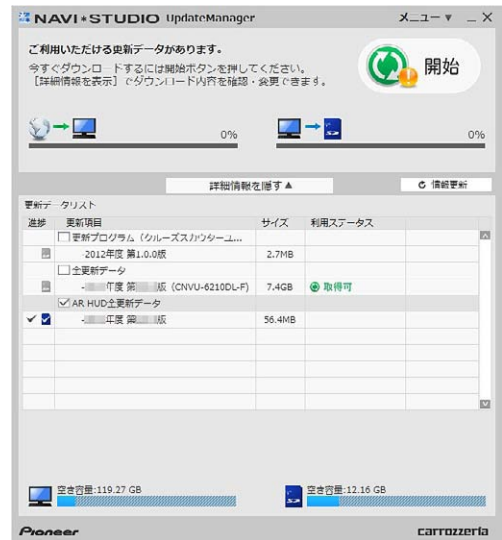 NAVI*STUDIO UpdateManager メニュー ▼ _ X
ご利用いただける更新データがあります。
今すぐダウンロードするには開始ボタンを押してください。
[詳細情報を表示]でダウンロード内容を確認・変更できます。
開始
0% 0%
詳細情報を隠す▲ 情報更新
更新データリスト
進捗 更新項目 サイズ 利用ステータス
更新プログラム(クルーズスカウターユ...
-2012年度 第1.0.0版 2.7MB
全更新データ
- 年度 第 版 (CNVU-6210DL-F) 7.4GB 取得可
AR HUD全更新データ
- 年度 第 版 56.4MB
空き容量:119.27 GB 空き容量:12.16 GB
Pioneer carrozzeria